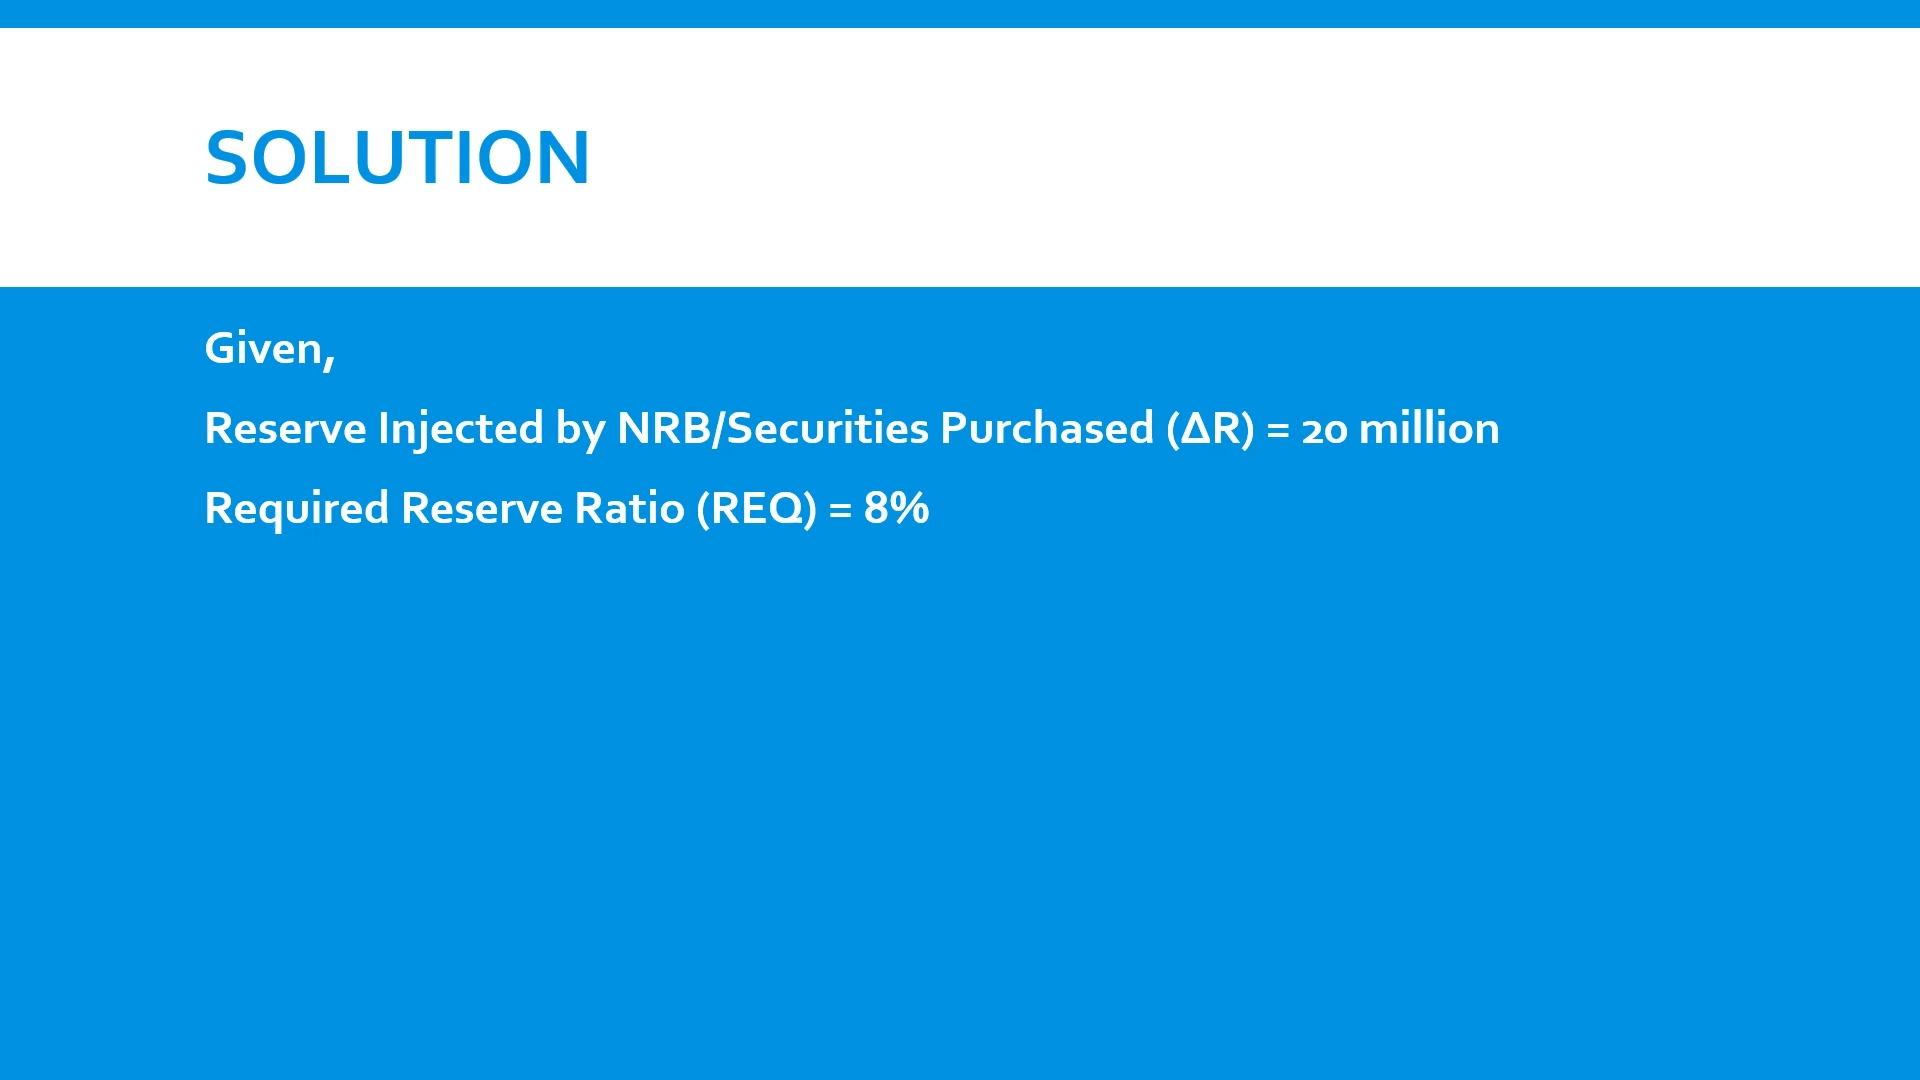 SOLUTION
Given,
Reserve Injected by NRB/Securities Purchased (ΔR) = 20 million
Required Reserve Ratio (REQ) = 8%